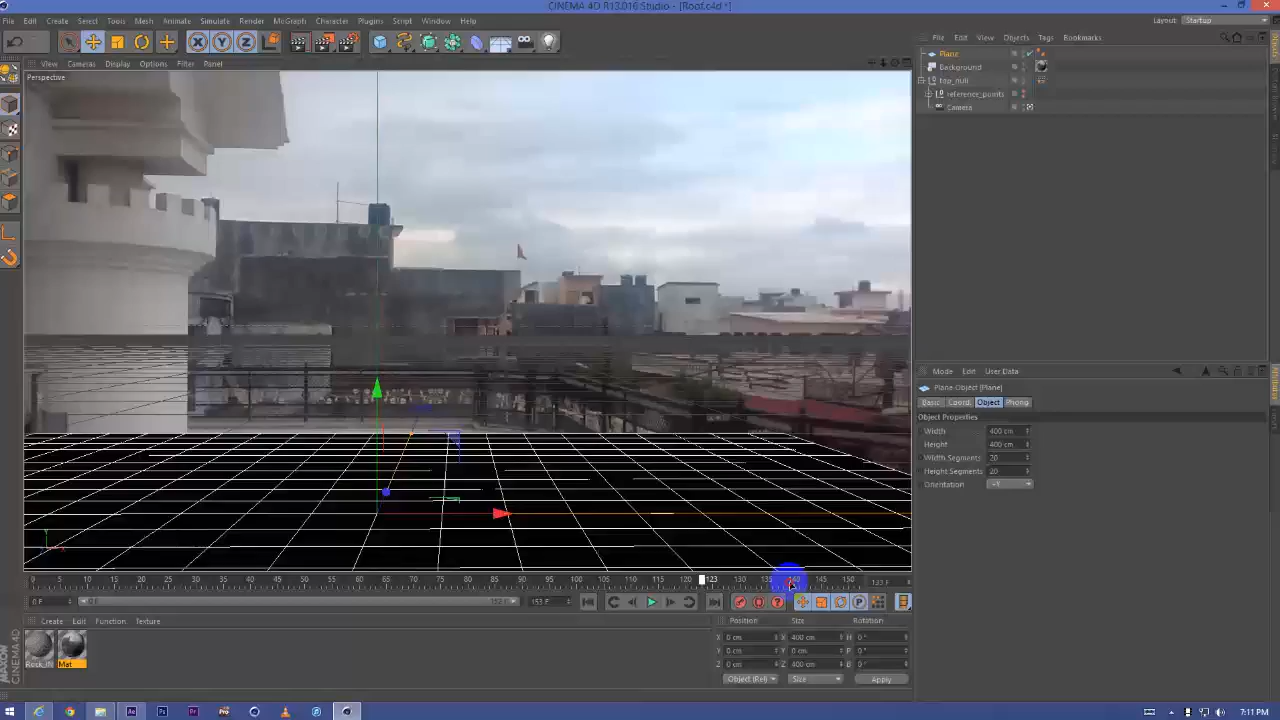 CINEMA 4D R13.016 Studio - [Roof.c4d *]
File Edit Create Select Tools Mesh Animate Simulate Render MoGraph Character Plugins Script Window Help
Layout: Startup
View Cameras Display Options Filter Panel
Perspective
File Edit View Objects Tags Bookmarks
Plane
Background
top_null
reference_points
Camera
Mode Edit User Data
Plane Object [Plane]
Basic Coord. Object Phong
Object Properties
Width 400 cm
Height 400 cm
Width Segments 20
Height Segments 20
Orientation +Y
0 5 10 15 20 25 30 35 40 45 50 55 60 65 70 75 80 85 90 95 100 105 110 115 120 123 130 135 140 145 150
0 F 153 F
Create Edit Function Texture
Mat
Position Size Rotation
X 0 cm X 400 cm H 0 °
Y 0 cm Y 0 cm P 0 °
Z 0 cm Z 400 cm B 0 °
Object (Rel) Size Apply
MAXON
CINEMA 4D
7:11 PM